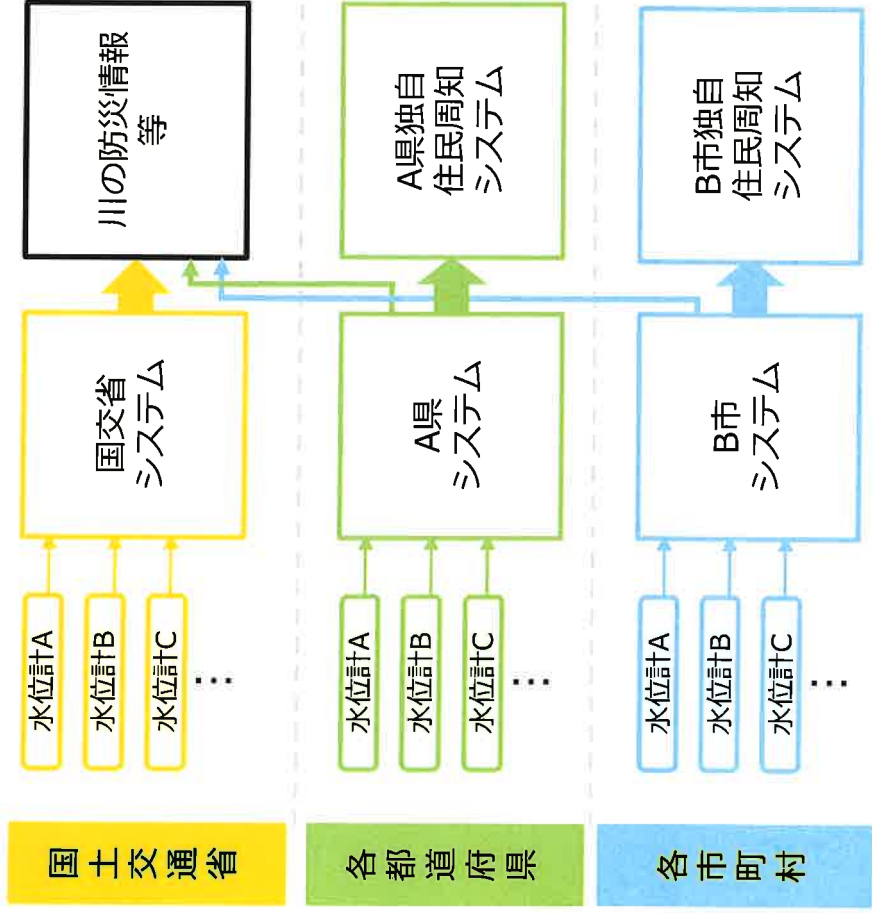 国土交通省
水位計A
水位計B
水位計C
…
国交省
システム
川の防災情報
等
各都道府県
水位計A
水位計B
水位計C
…
A県
システム
A県独自
住民周知
システム
各市町村
水位計A
水位計B
水位計C
…
B市
システム
B市独自
住民周知
システム